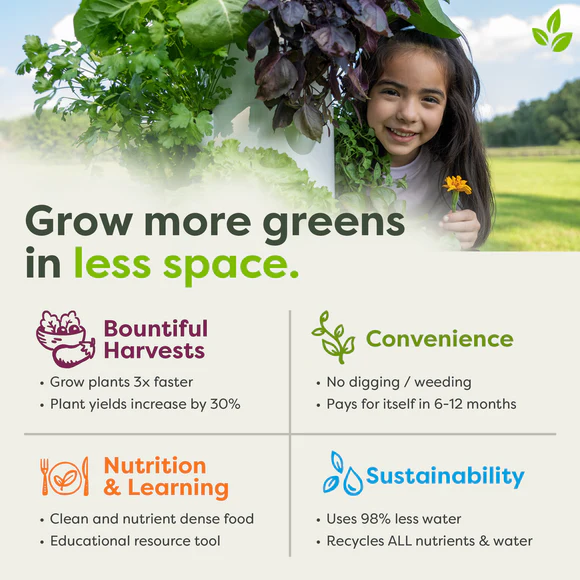 Grow more greens
in less space.
Bountiful
Harvests
• Grow plants 3x faster
• Plant yields increase by 30%
Convenience
• No digging / weeding
• Pays for itself in 6-12 months
Nutrition
& Learning
• Clean and nutrient dense food
• Educational resource tool
Sustainability
• Uses 98% less water
• Recycles ALL nutrients & water